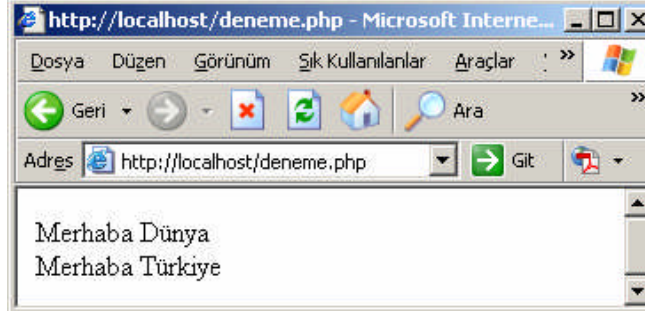 http://localhost/deneme.php - Microsoft Interne...
Dosya Düzen Görünüm Sık Kullanılanlar Araçlar »
Geri Ara »
Adres http://localhost/deneme.php Git
Merhaba Dünya
Merhaba Türkiye